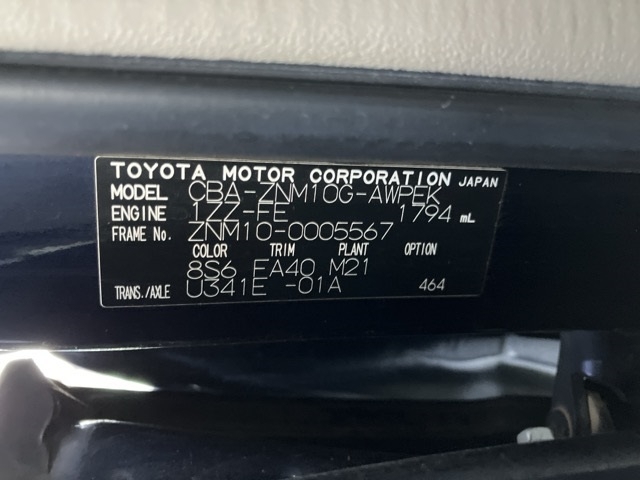 TOYOTA MOTOR CORPORATION JAPAN
MODEL CBA-ZNM10G-AWPEK
ENGINE 1ZZ-FE 1794 mL
FRAME No. ZNM10-0005567
COLOR TRIM PLANT OPTION
8S6 EA40 M21
TRANS./AXLE U341E -01A 464